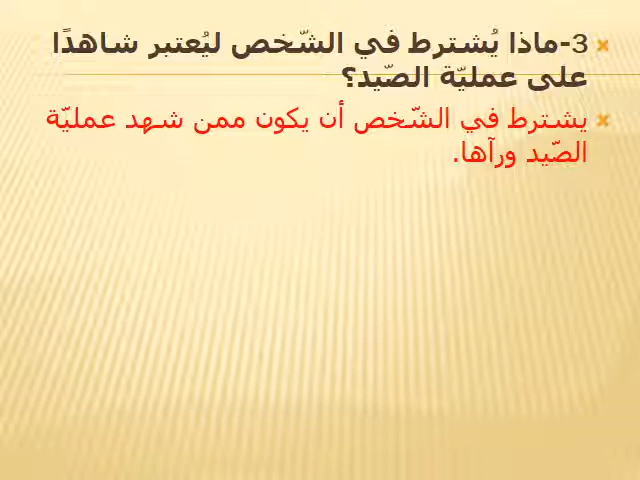 3-ماذا يُشترط في الشّخص ليُعتبر شاهدًا
على عمليّة الصّيد؟
يشترط في الشّخص أن يكون ممن شهد عمليّة
الصّيد ورآها.